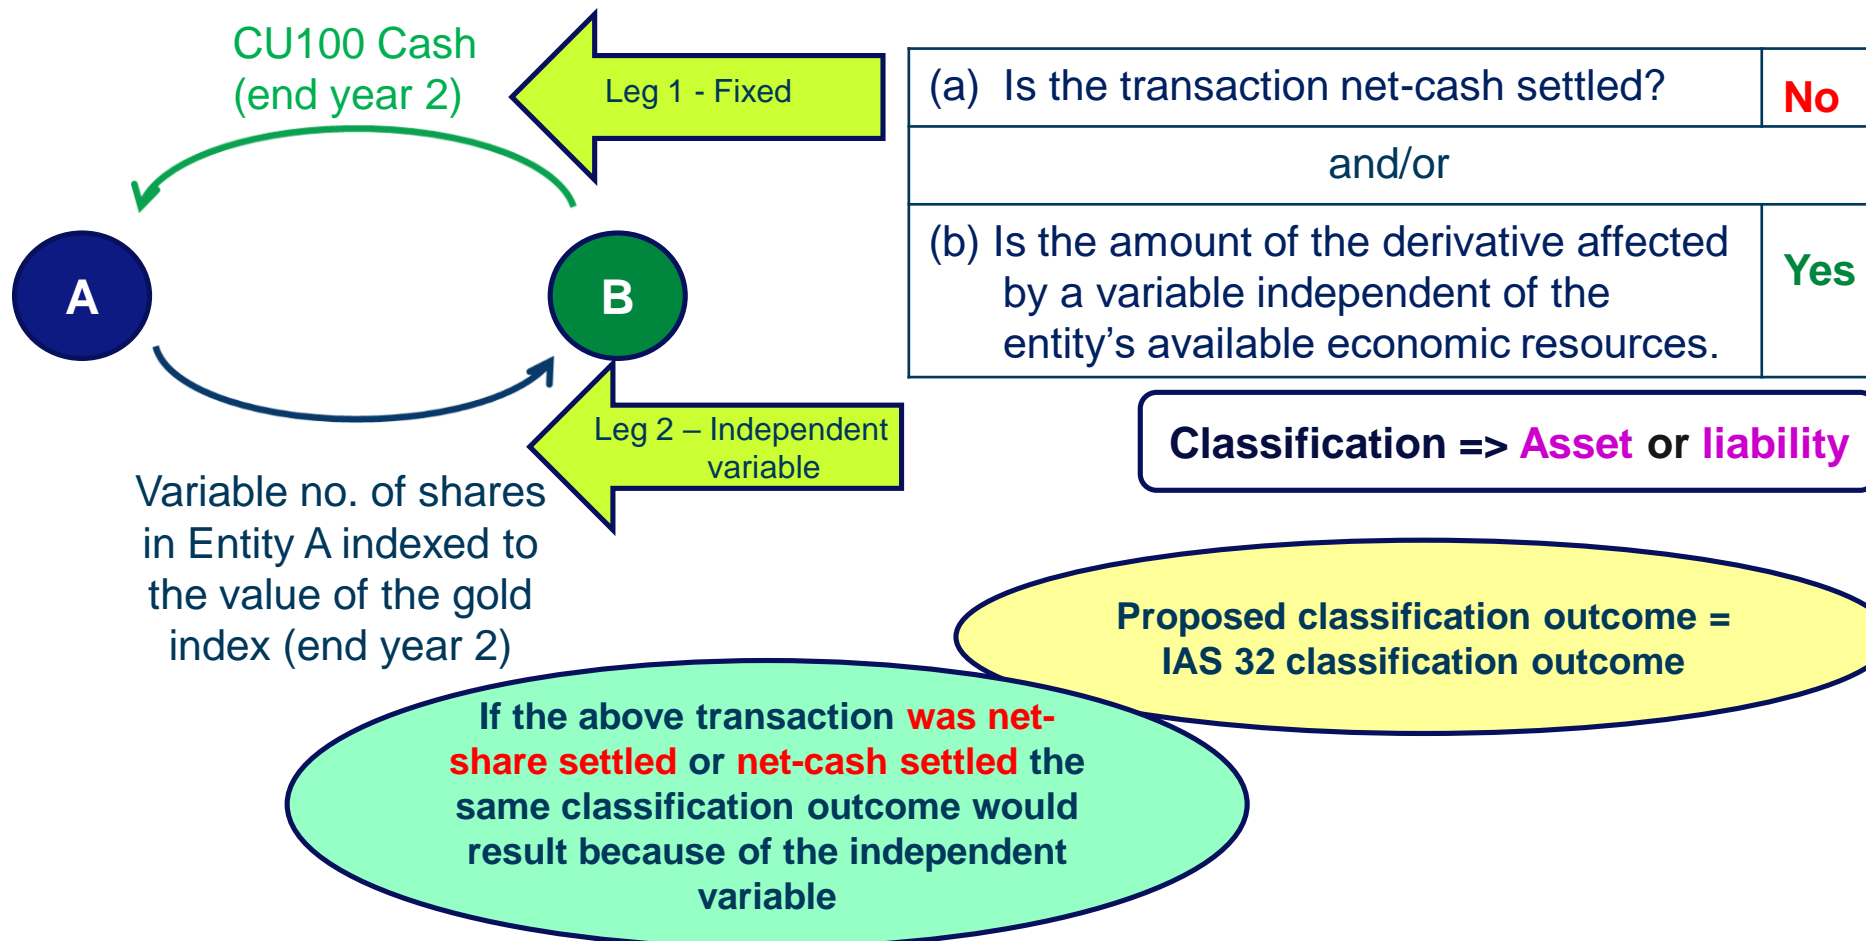 CU100 Cash
(end year 2)
Leg 1 - Fixed
A
B
Leg 2 – Independent
variable
Variable no. of shares
in Entity A indexed to
the value of the gold
index (end year 2)
(a) Is the transaction net-cash settled?
No
and/or
(b) Is the amount of the derivative affected
by a variable independent of the
entity’s available economic resources.
Yes
Classification => Asset or liability
Proposed classification outcome =
IAS 32 classification outcome
If the above transaction was net-
share settled or net-cash settled the
same classification outcome would
result because of the independent
variable